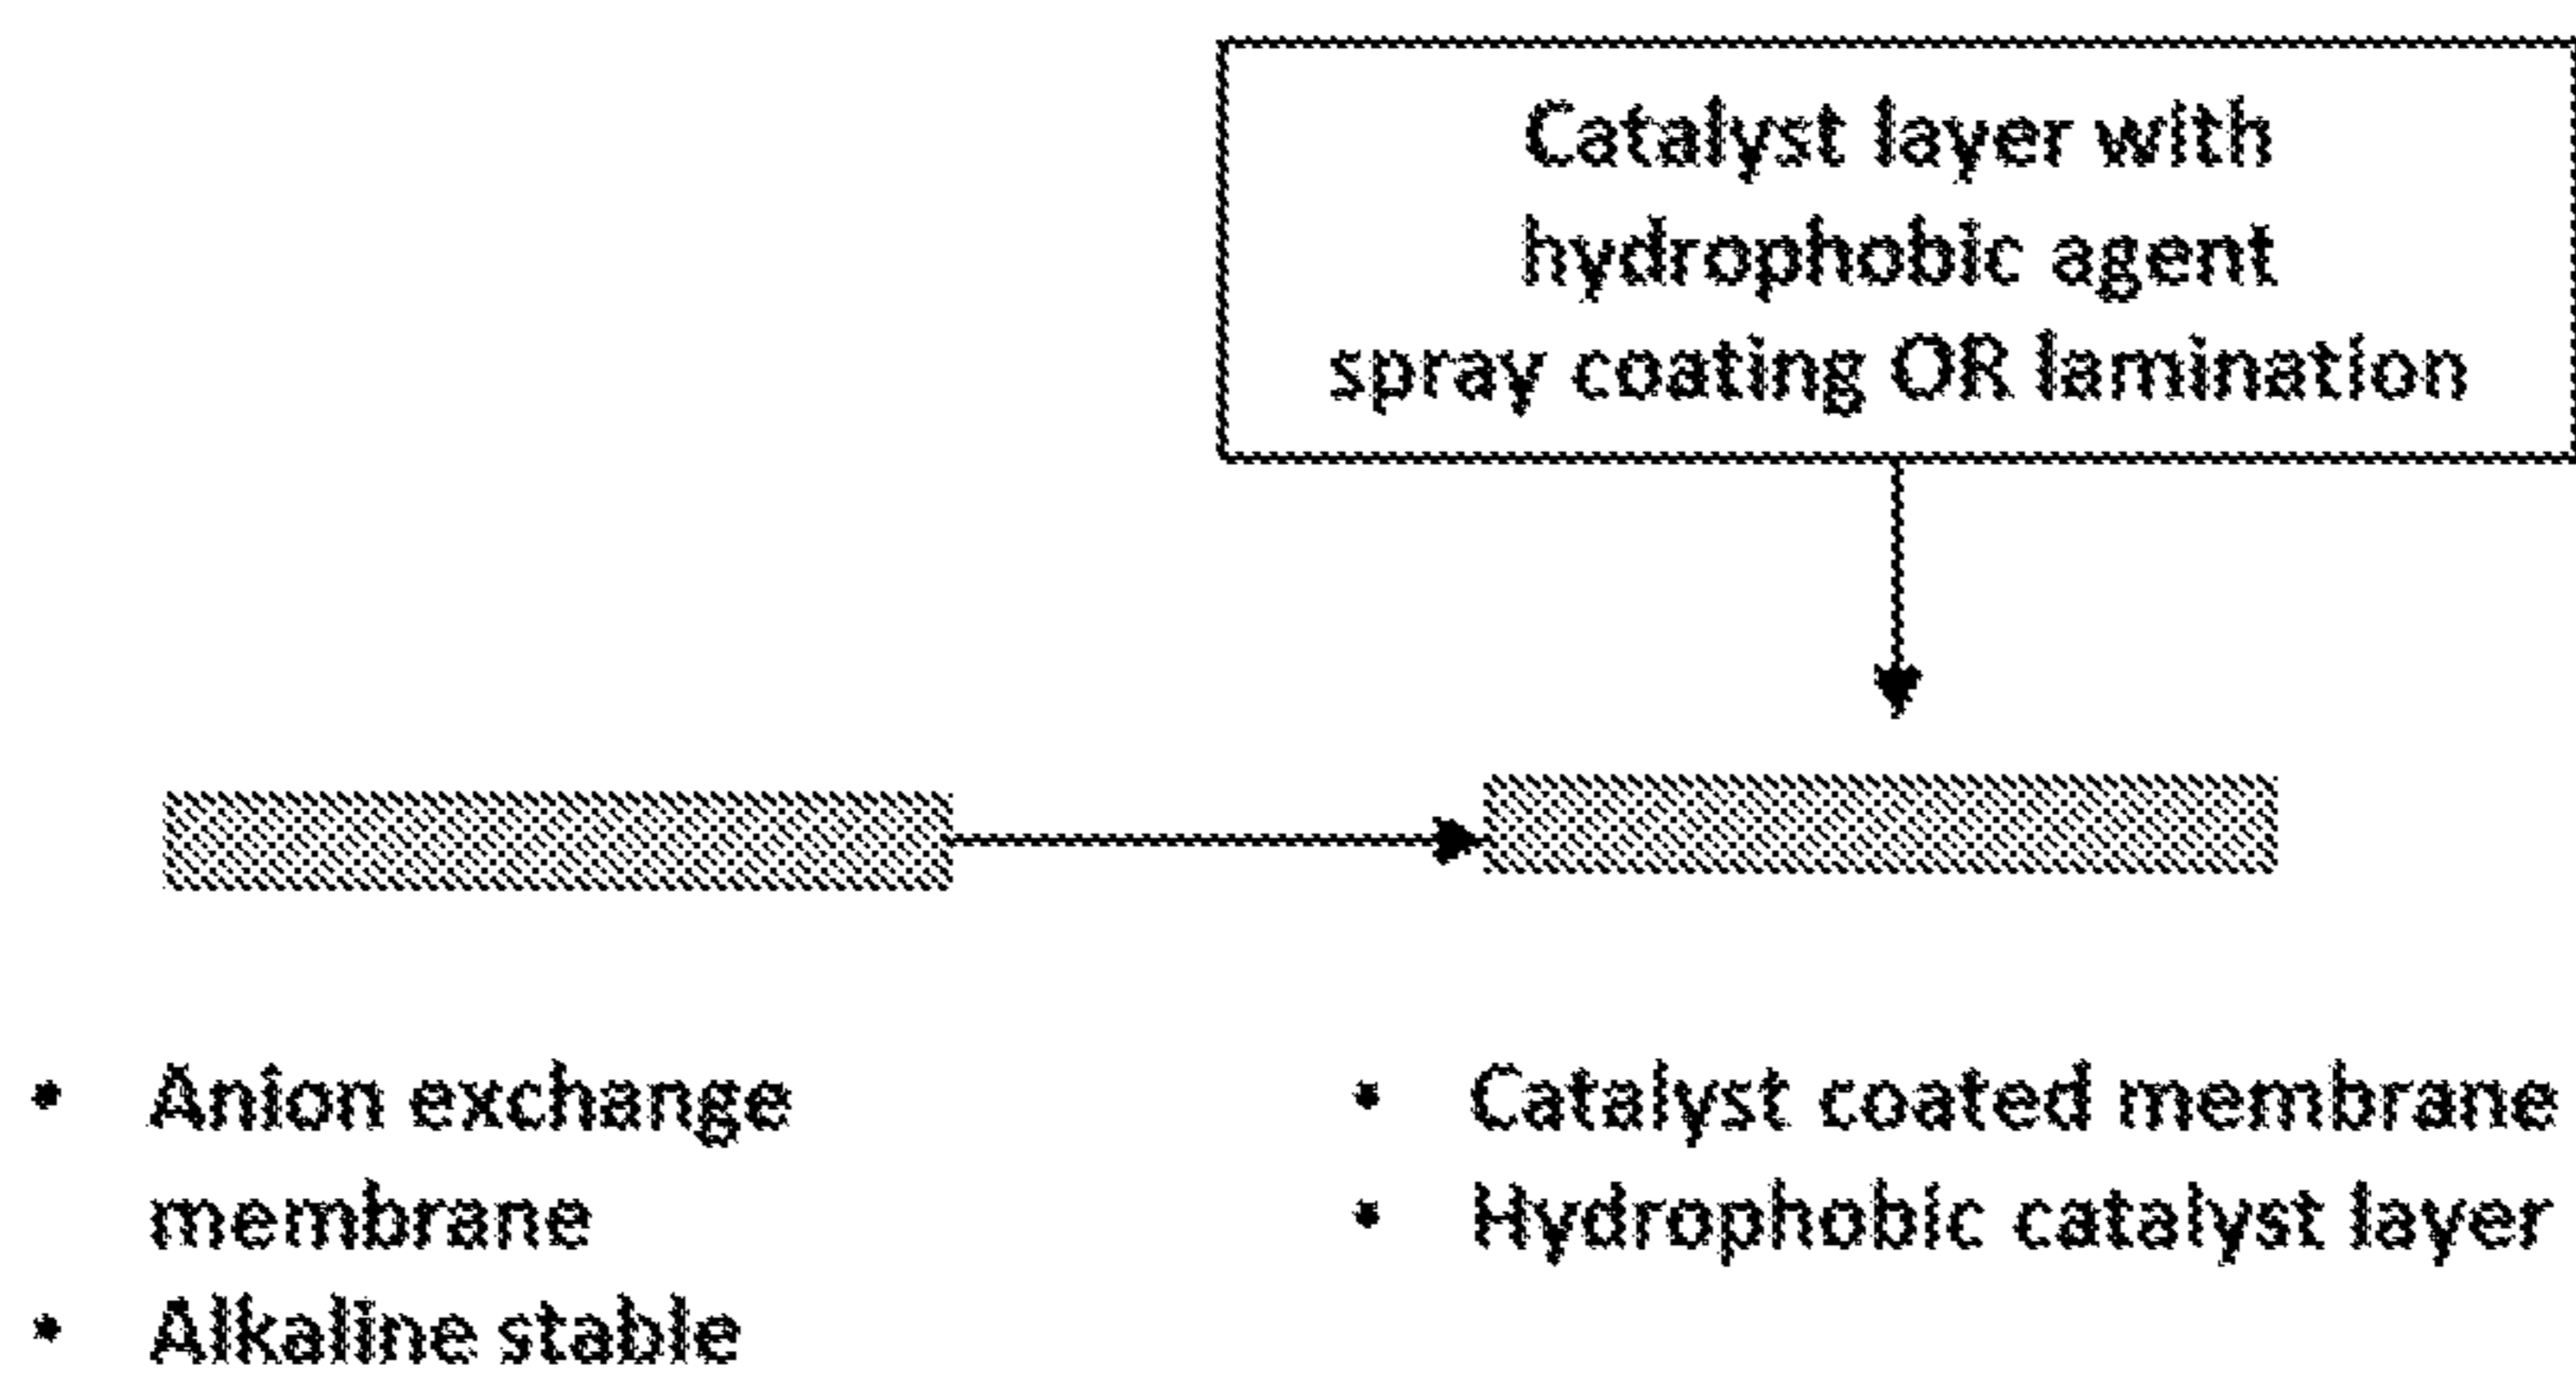 Catalyst layer with
hydrophobic agent
spray coating OR lamination
• Anion exchange
membrane
• Alkaline stable
• Catalyst coated membrane
• Hydrophobic catalyst layer